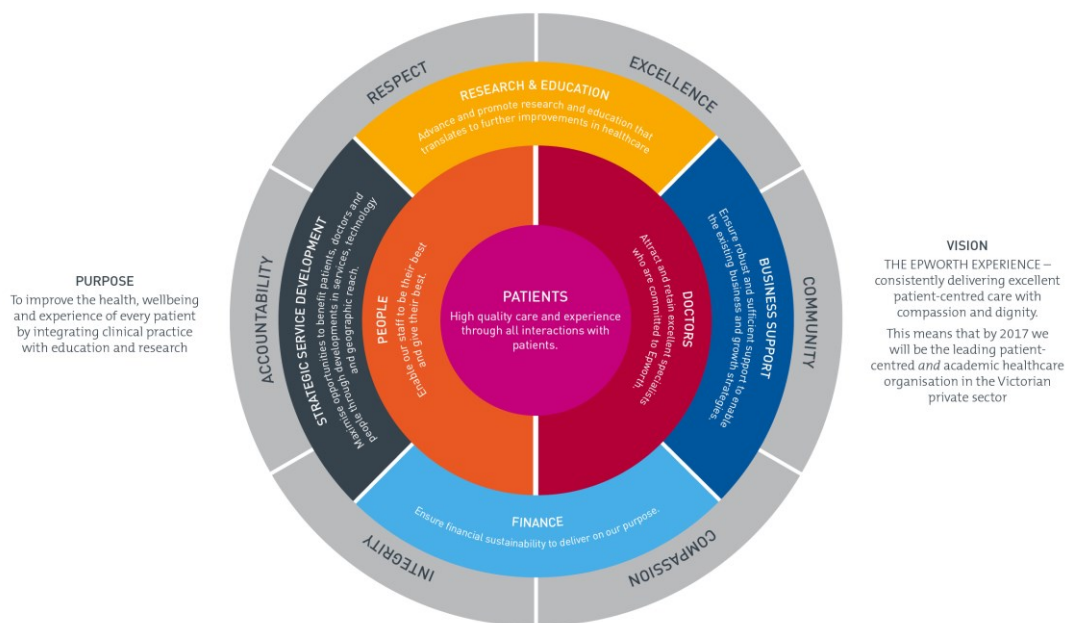 RESPECT
EXCELLENCE
ACCOUNTABILITY
COMMUNITY
INTEGRITY
COMPASSION
RESEARCH & EDUCATION
Advance and promote research and education that
translates to further improvements in healthcare
STRATEGIC SERVICE DEVELOPMENT
Maximise opportunities to benefit patients, doctors and
people through developments in services, technology
and geographic reach.
PEOPLE
Enable our staff to be their best
and give their best.
PATIENTS
High quality care and experience
through all interactions with
patients.
DOCTORS
Attract and retain excellent specialists
who are committed to Epworth.
BUSINESS SUPPORT
Ensure robust and sufficient support to enable
the existing business and growth strategies.
FINANCE
Ensure financial sustainability to deliver on our purpose.
PURPOSE
To improve the health, wellbeing
and experience of every patient
by integrating clinical practice
with education and research
VISION
THE EPWORTH EXPERIENCE –
consistently delivering excellent
patient-centred care with
compassion and dignity.
This means that by 2017 we
will be the leading patient-
centred and academic healthcare
organisation in the Victorian
private sector